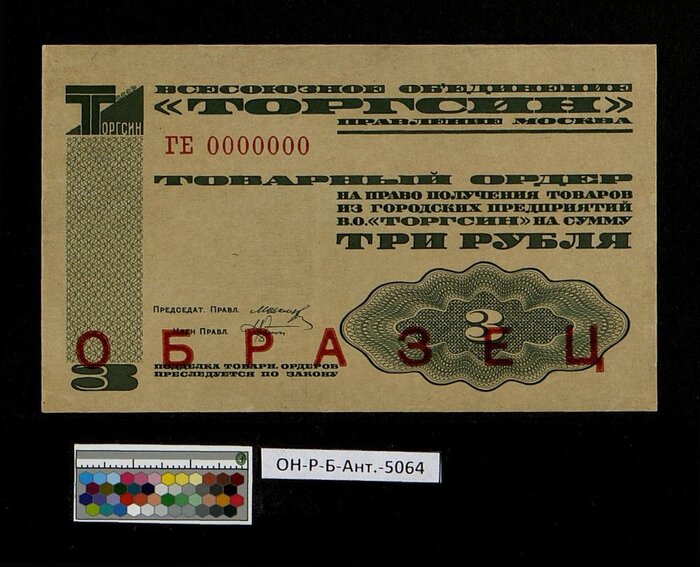 ВСЕСОЮЗНОЕ ОБЪЕДИНЕНИЕ
«ТОРГСИН»
ПРАВЛЕНИЕ МОСКВА
ТОРГСИН
ГЕ 0000000
ТОВАРНЫЙ ОРДЕР
НА ПРАВО ПОЛУЧЕНИЯ ТОВАРОВ
ИЗ ГОРОДСКИХ ПРЕДПРИЯТИЙ
В.О. «ТОРГСИН» НА СУММУ
ТРИ РУБЛЯ
ПРЕДСЕДАТ. ПРАВЛ.
ЧЛЕН ПРАВЛ.
3
ОБРАЗЕЦ
3
ПОДДЕЛКА ТОВАРН. ОРДЕРОВ
ПРЕСЛЕДУЕТСЯ ПО ЗАКОНУ
ОН-Р-Б-Ант.-5064